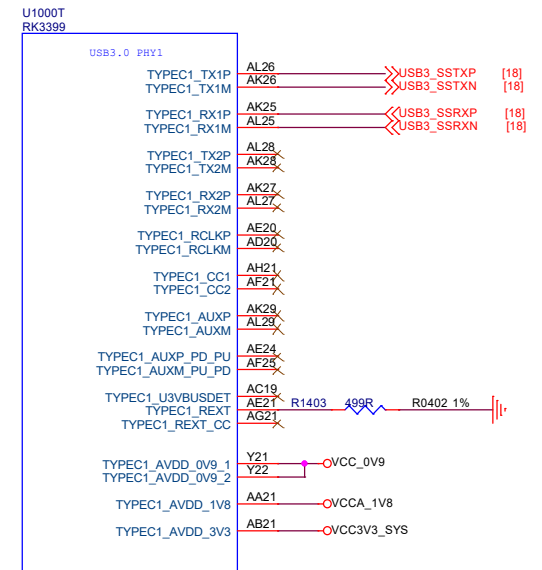 U1000T
RK3399
USB3.0 PHY1
TYPEC1_TX1P AL26 USB3_SSTXP [18]
TYPEC1_TX1M AK26 USB3_SSTXN [18]
TYPEC1_RX1P AK25 USB3_SSRXP [18]
TYPEC1_RX1M AL25 USB3_SSRXN [18]
TYPEC1_TX2P AL28
TYPEC1_TX2M AK28
TYPEC1_RX2P AK27
TYPEC1_RX2M AL27
TYPEC1_RCLKP AE20
TYPEC1_RCLKM AD20
TYPEC1_CC1 AH21
TYPEC1_CC2 AF21
TYPEC1_AUXP AK29
TYPEC1_AUXM AL29
TYPEC1_AUXP_PD_PU AE24
TYPEC1_AUXM_PU_PD AF25
TYPEC1_U3VBUSDET AC19
TYPEC1_REXT AE21 R1403 499R R0402 1%
TYPEC1_REXT_CC AG21
TYPEC1_AVDD_0V9_1 Y21 VCC_0V9
TYPEC1_AVDD_0V9_2 Y22
TYPEC1_AVDD_1V8 AA21 VCCA_1V8
TYPEC1_AVDD_3V3 AB21 VCC3V3_SYS